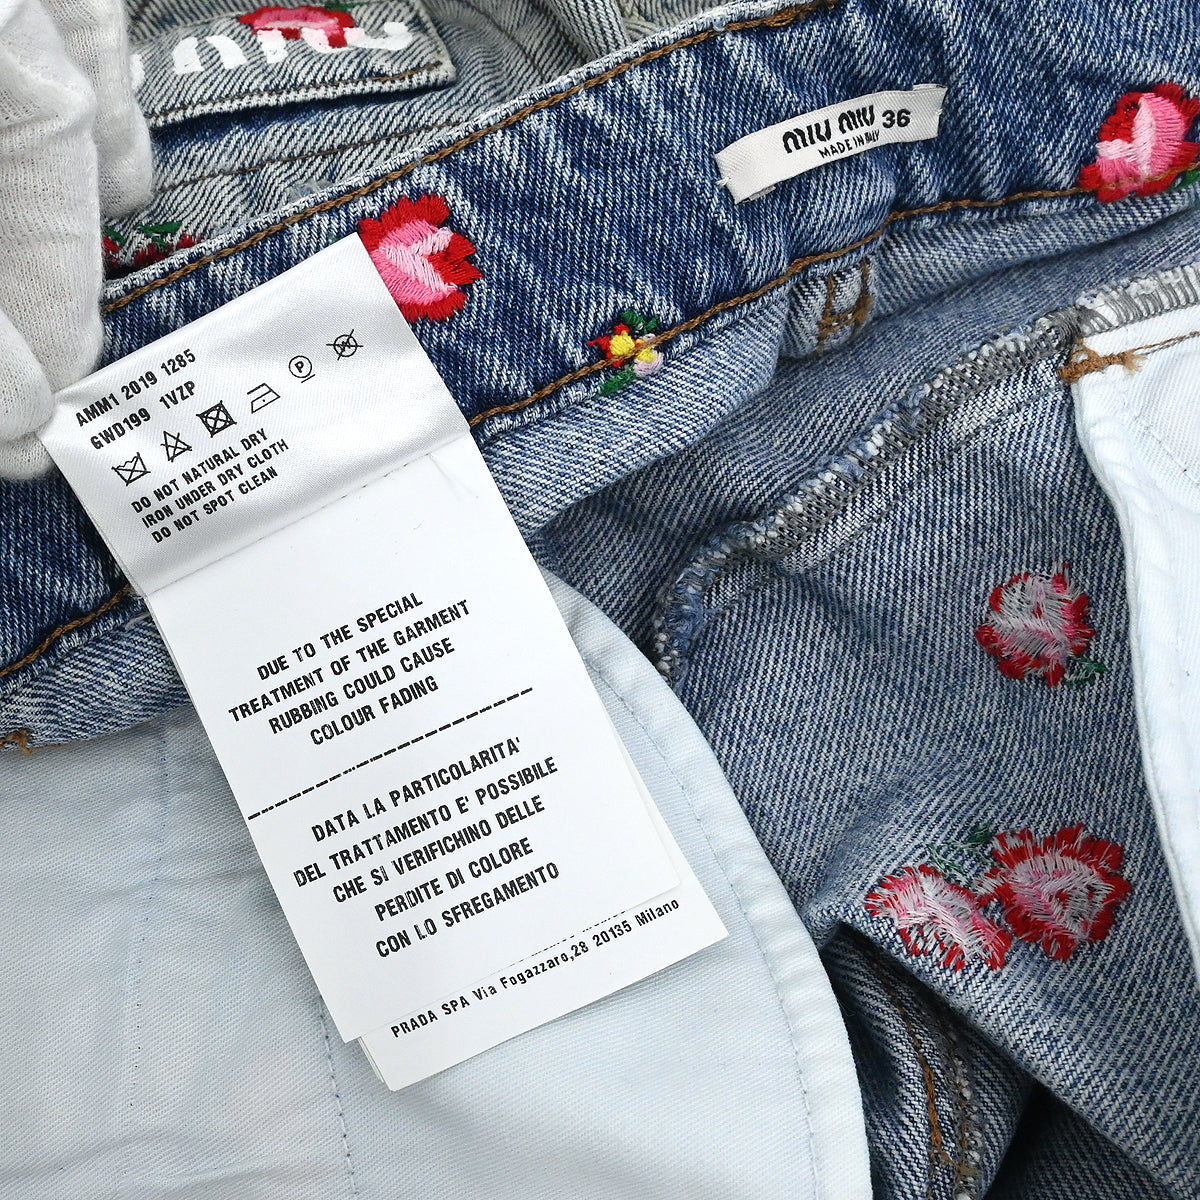 MIU MIU 36
MADE IN ITALY
AMM1 2019 1285
GWD199 1VZP
P
W
DO NOT NATURAL DRY
IRON UNDER DRY CLOTH
DO NOT SPOT CLEAN
DUE TO THE SPECIAL
TREATMENT OF THE GARMENT
RUBBING COULD CAUSE
COLOUR FADING
DATA LA PARTICOLARITA'
DEL TRATTAMENTO E' POSSIBILE
CHE SI VERIFICHINO DELLE
PERDITE DI COLORE
CON LO SFREGAMENTO
PRADA SPA Via Fogazzaro,28 20135 Milano